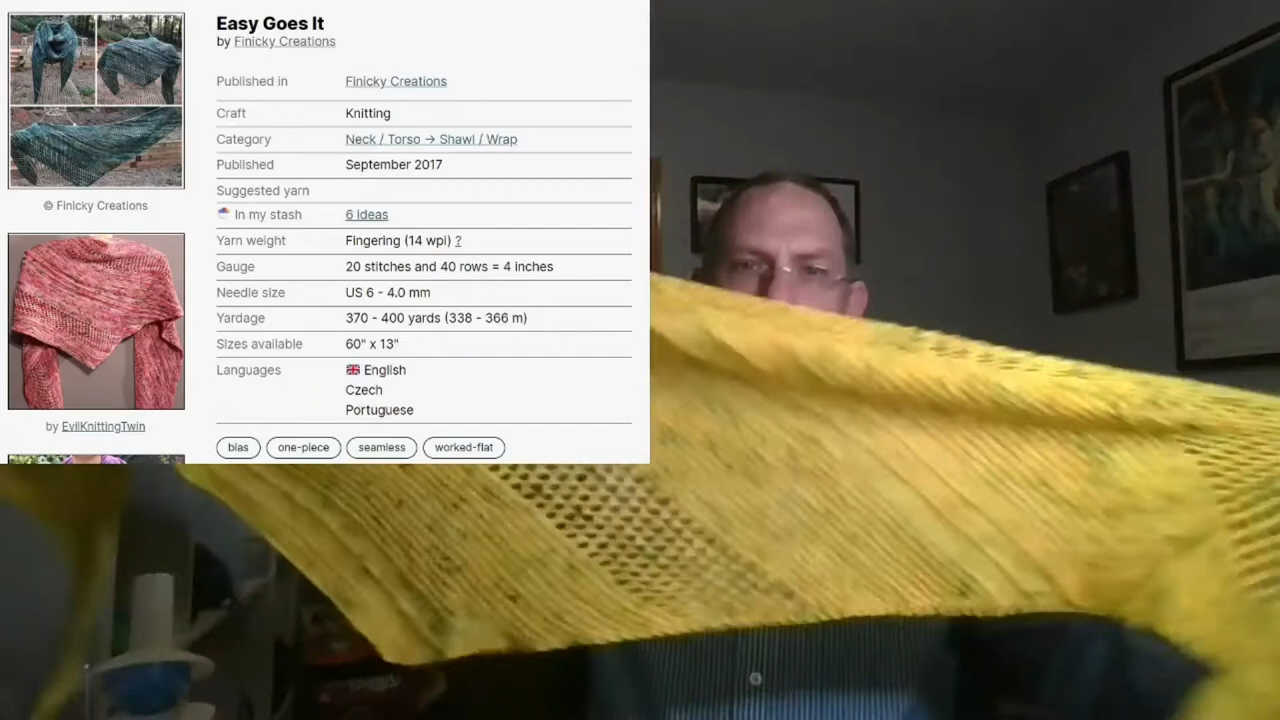 Easy Goes It
by Finicky Creations
Published in Finicky Creations
Craft Knitting
Category Neck / Torso → Shawl / Wrap
Published September 2017
Suggested yarn
In my stash 6 ideas
Yarn weight Fingering (14 wpi) ?
Gauge 20 stitches and 40 rows = 4 inches
Needle size US 6 - 4.0 mm
Yardage 370 - 400 yards (338 - 366 m)
Sizes available 60" x 13"
Languages English
Czech
Portuguese
bias one-piece seamless worked-flat
© Finicky Creations
by EvilKnittingTwin